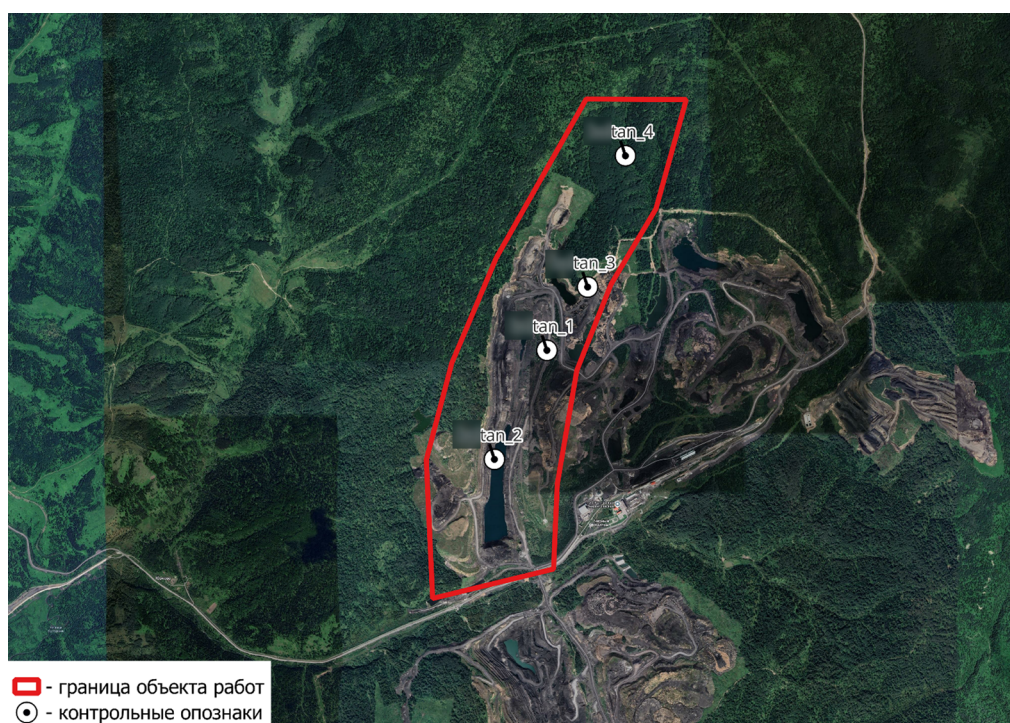 tan_4
tan_3
tan_1
tan_2
- граница объекта работ
- контрольные опознаки